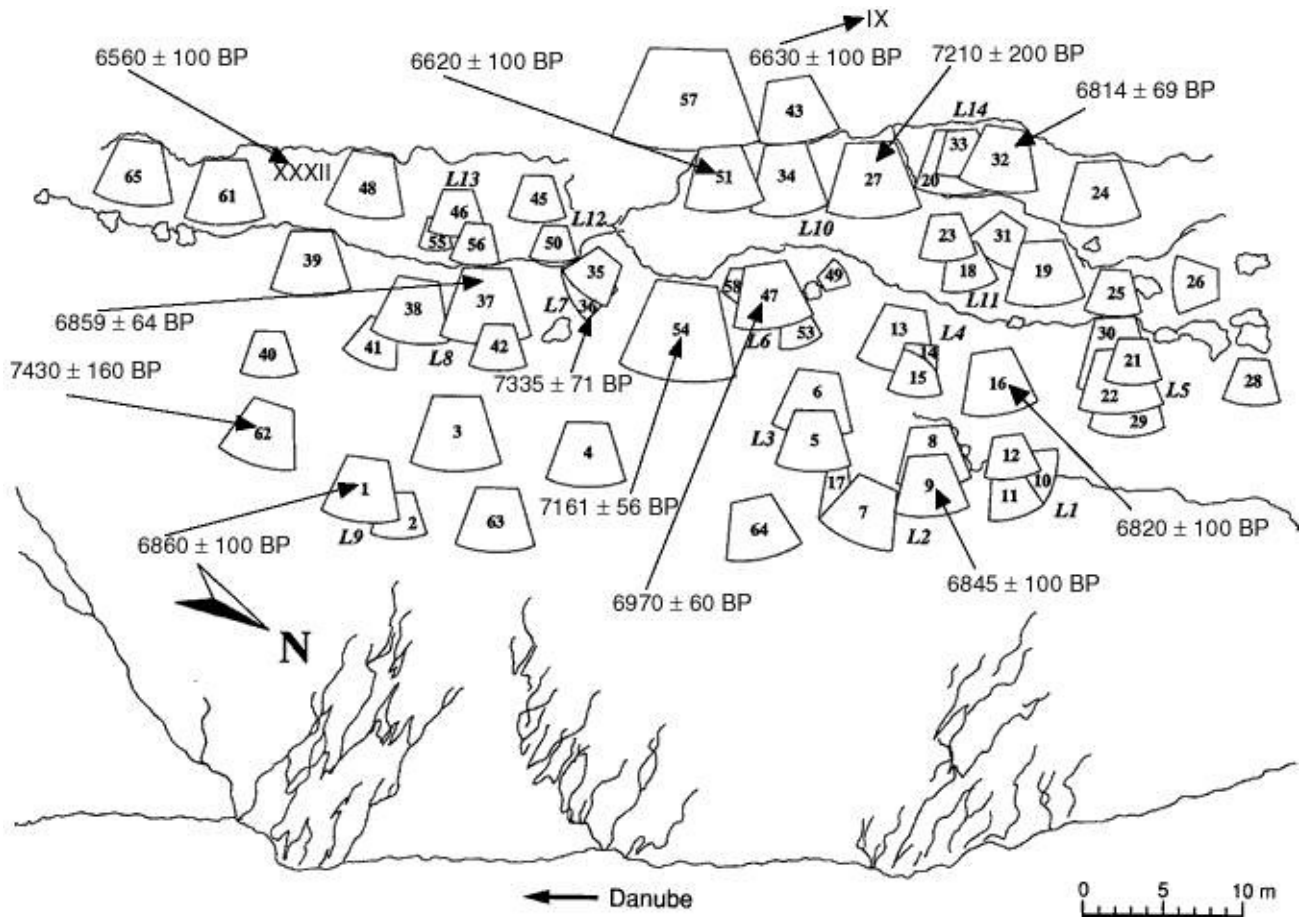 IX
6560 ± 100 BP
6620 ± 100 BP
6630 ± 100 BP
7210 ± 200 BP
6814 ± 69 BP
57
43
L14
33
32
65
61
XXXII
48
L13
46
45
L12
51
34
27
20
24
55
56
50
L10
23
31
39
35
18
19
26
38
37
L7
36
58
47
49
L11
25
6859 ± 64 BP
41
L8
42
54
L6
53
13
L4
30
7430 ± 160 BP
40
7335 ± 71 BP
14
15
16
21
22
L5
28
29
62
3
4
6
L3
5
8
12
1
2
L9
63
7161 ± 56 BP
17
7
9
L2
11
10
L1
64
6860 ± 100 BP
6820 ± 100 BP
6970 ± 60 BP
6845 ± 100 BP
N
Danube
0 5 10 m